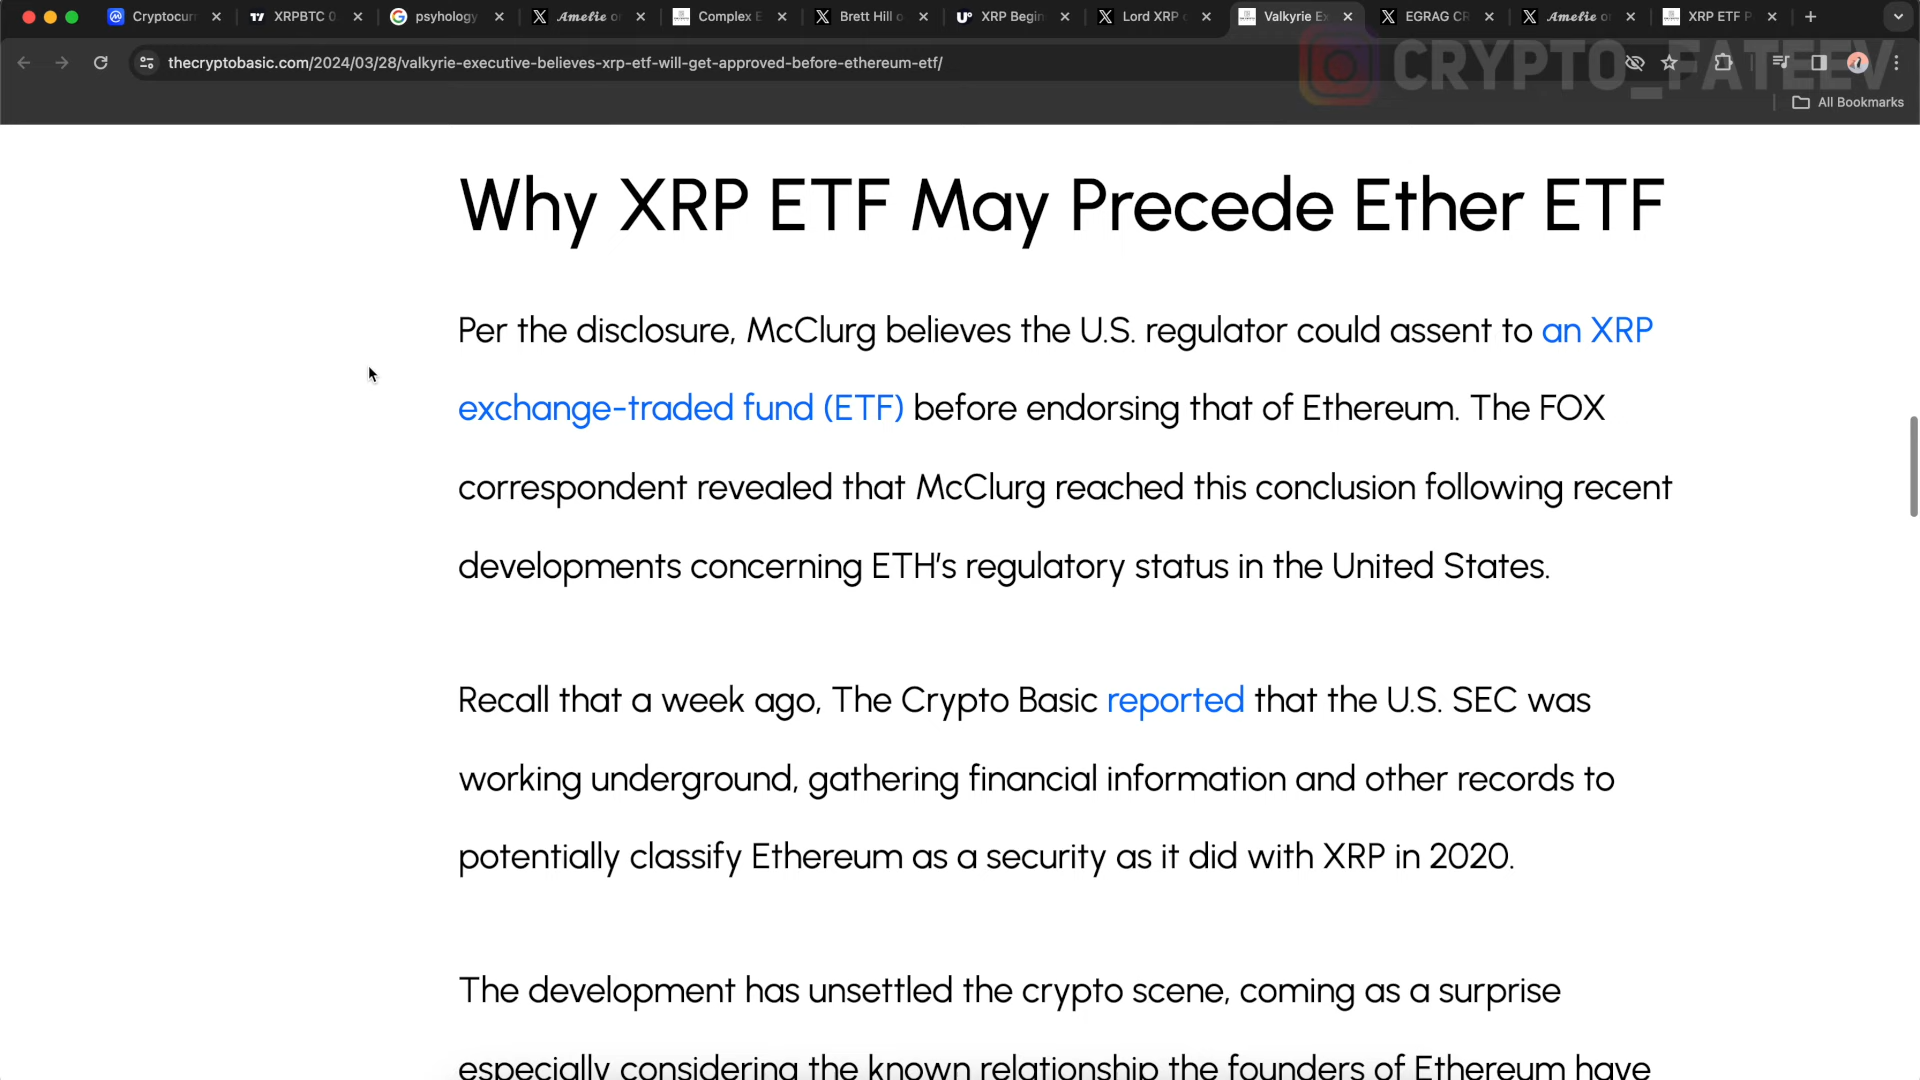 Cryptocur
XRPBTC 0.
psyhology
𝑨𝒎𝒆𝒍𝒊𝒆 o
Complex E
Brett Hill o
XRP Begin
Lord XRP o
Valkyrie Ex
EGRAG CR
𝑨𝒎𝒆𝒍𝒊𝒆 o
XRP ETF P
thecryptobasic.com/2024/03/28/valkyrie-executive-believes-xrp-etf-will-get-approved-before-ethereum-etf/
CRYPTO_FATEEV
All Bookmarks
Why XRP ETF May Precede Ether ETF
Per the disclosure, McClurg believes the U.S. regulator could assent to an XRP
exchange-traded fund (ETF) before endorsing that of Ethereum. The FOX
correspondent revealed that McClurg reached this conclusion following recent
developments concerning ETH’s regulatory status in the United States.
Recall that a week ago, The Crypto Basic reported that the U.S. SEC was
working underground, gathering financial information and other records to
potentially classify Ethereum as a security as it did with XRP in 2020.
The development has unsettled the crypto scene, coming as a surprise
especially considering the known relationship the founders of Ethereum have